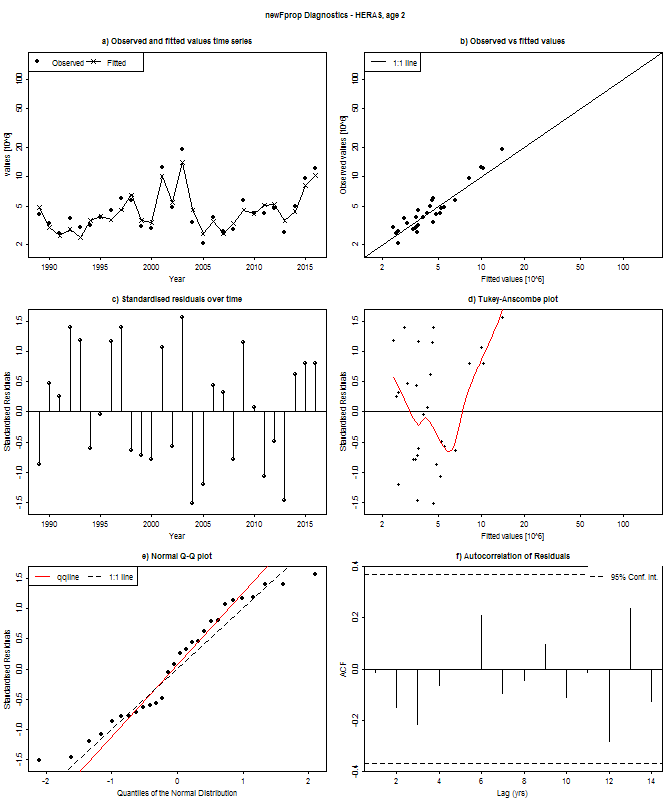 newFprop Diagnostics - HERAS, age 2
a) Observed and fitted values time series
Observed
Fitted
values [10^6]
2
5
10
20
50
100
1990
1995
2000
2005
2010
2015
Year
b) Observed vs fitted values
1:1 line
Observed values [10^6]
2
5
10
20
50
100
2
5
10
20
50
100
Fitted values [10^6]
c) Standardised residuals over time
Standardised Residuals
-1.5
-1.0
-0.5
0.0
0.5
1.0
1.5
1990
1995
2000
2005
2010
2015
Year
d) Tukey-Anscombe plot
Standardised Residuals
-1.5
-1.0
-0.5
0.0
0.5
1.0
1.5
2
5
10
20
50
100
Fitted values [10^6]
e) Normal Q-Q plot
qqline
1:1 line
Standardised Residuals
-1.5
-1.0
-0.5
0.0
0.5
1.0
1.5
-2
-1
0
1
2
Quantiles of the Normal Distribution
f) Autocorrelation of Residuals
95% Conf. Int.
ACF
-0.4
-0.2
0.0
0.2
0.4
2
4
6
8
10
12
14
Lag (yrs)